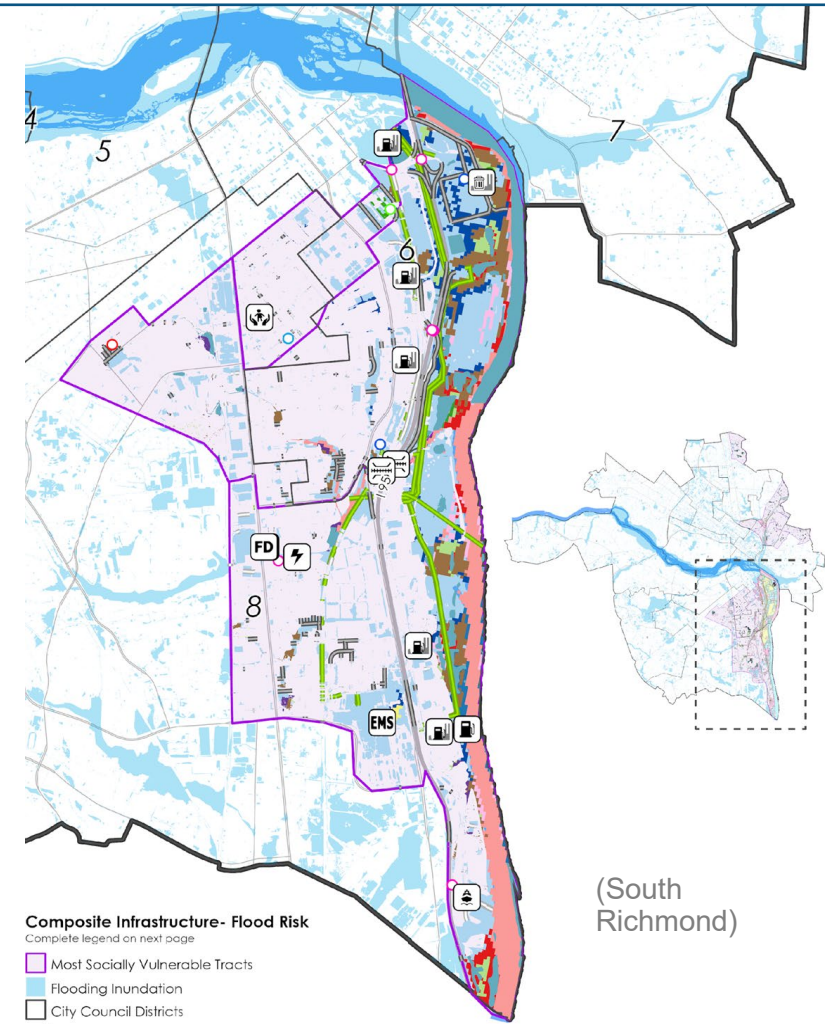 4
5
7
6
I-95
FD
8
EMS
(South
Richmond)
Composite Infrastructure- Flood Risk
Complete legend on next page
Most Socially Vulnerable Tracts
Flooding Inundation
City Council Districts